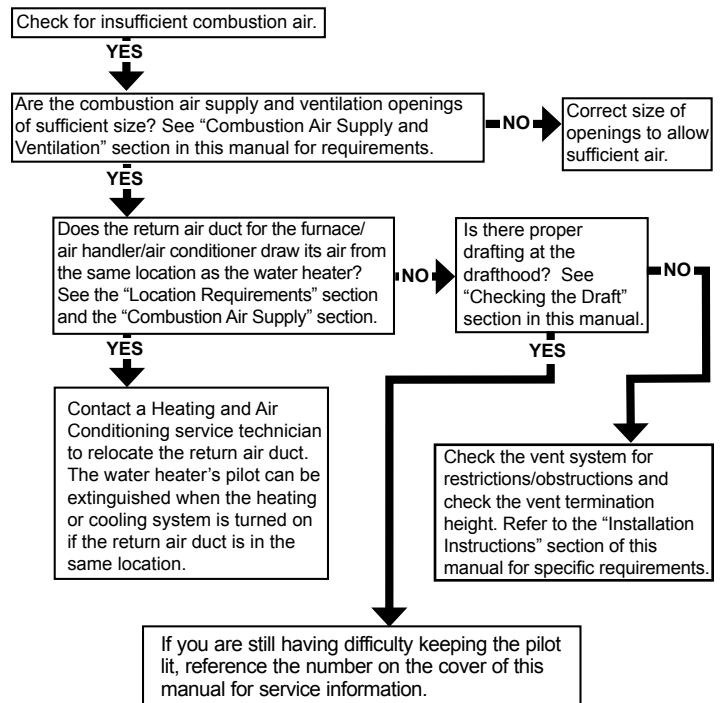 Check for insufficient combustion air.
YES
Are the combustion air supply and ventilation openings
of sufficient size? See “Combustion Air Supply and
Ventilation” section in this manual for requirements.
NO
Correct size of
openings to allow
sufficient air.
YES
Does the return air duct for the furnace/
air handler/air conditioner draw its air from
the same location as the water heater?
See the “Location Requirements” section
and the “Combustion Air Supply” section.
NO
Is there proper
drafting at the
drafthood? See
“Checking the Draft”
section in this manual.
NO
YES
YES
Contact a Heating and Air
Conditioning service technician
to relocate the return air duct.
The water heater’s pilot can be
extinguished when the heating
or cooling system is turned on
if the return air duct is in the
same location.
Check the vent system for
restrictions/obstructions and
check the vent termination
height. Refer to the “Installation
Instructions” section of this
manual for specific requirements.
If you are still having difficulty keeping the pilot
lit, reference the number on the cover of this
manual for service information.